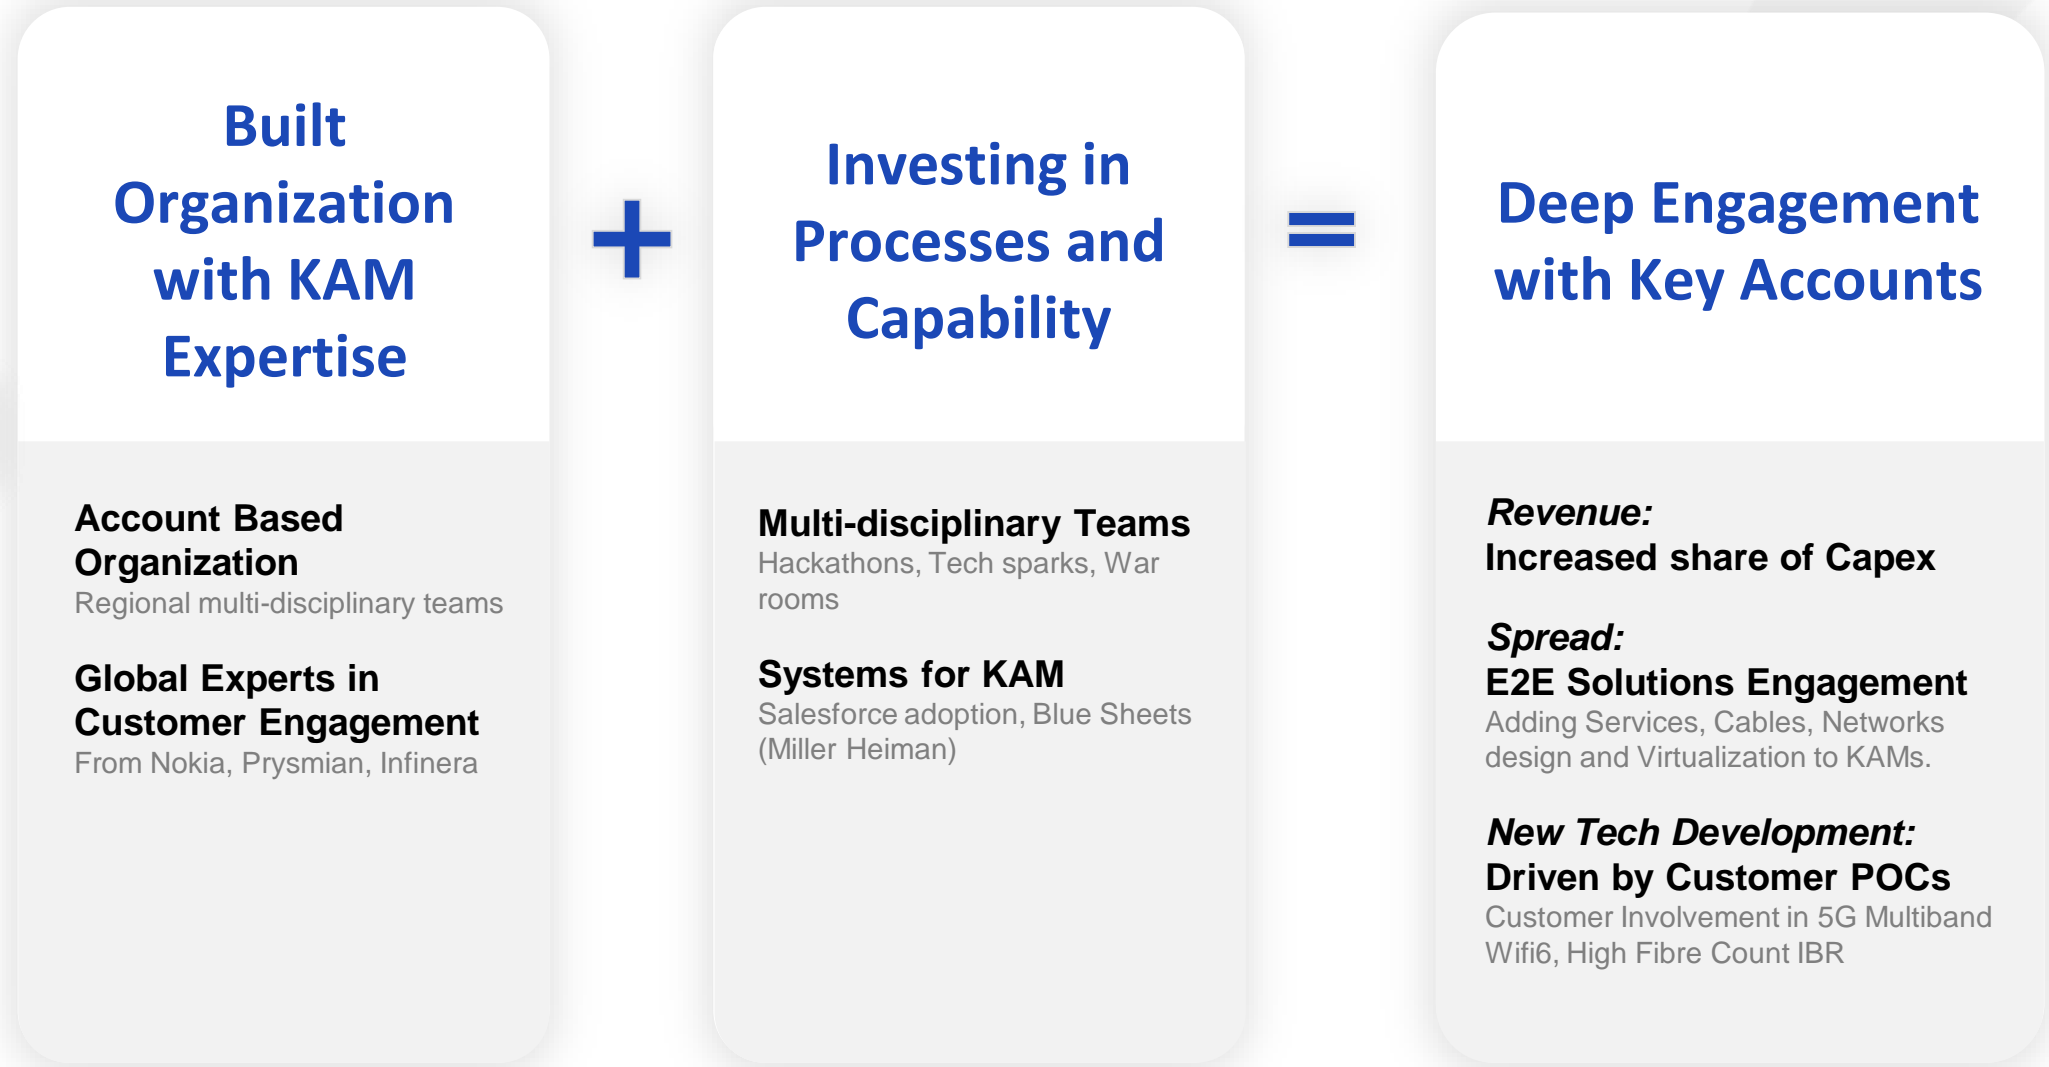 Built
Organization
with KAM
Expertise
+
Investing in
Processes and
Capability
=
Deep Engagement
with Key Accounts
Account Based
Organization
Regional multi-disciplinary teams
Global Experts in
Customer Engagement
From Nokia, Prysmian, Infinera
Multi-disciplinary Teams
Hackathons, Tech sparks, War
rooms
Systems for KAM
Salesforce adoption, Blue Sheets
(Miller Heiman)
Revenue:
Increased share of Capex
Spread:
E2E Solutions Engagement
Adding Services, Cables, Networks
design and Virtualization to KAMs.
New Tech Development:
Driven by Customer POCs
Customer Involvement in 5G Multiband
Wifi6, High Fibre Count IBR